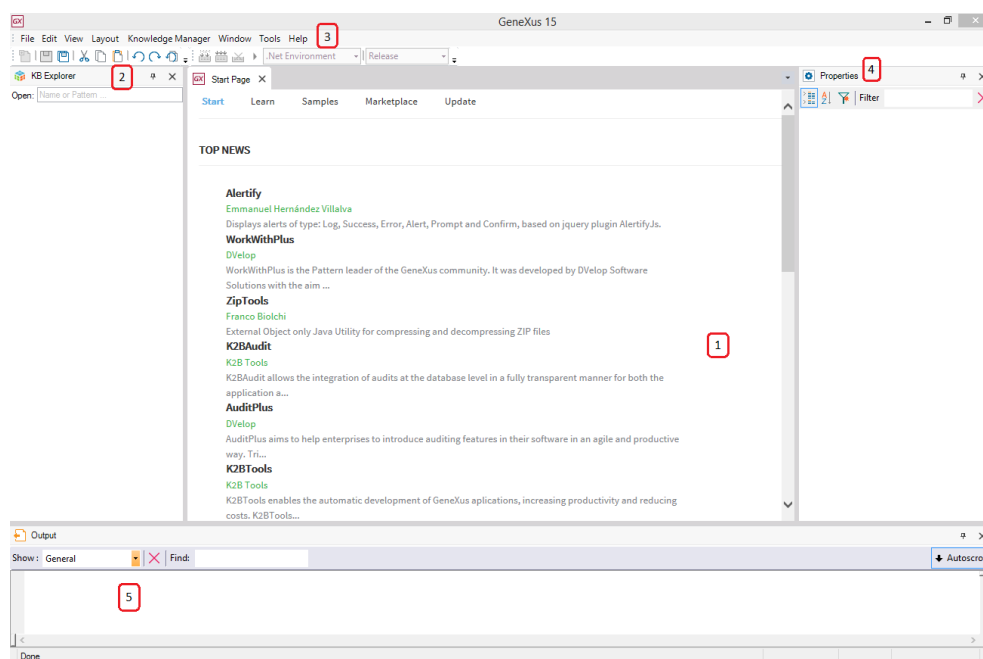 GX GeneXus 15
File Edit View Layout Knowledge Manager Window Tools Help 3
.Net Environment Release
KB Explorer 2
GX Start Page
Properties 4
Open: Name or Pattern ...
Start Learn Samples Marketplace Update
Filter
TOP NEWS
Alertify
Emmanuel Hernández Villalva
Displays alerts of type: Log, Success, Error, Alert, Prompt and Confirm, based on jquery plugin AlertifyJs.
WorkWithPlus
DVelop
WorkWithPlus is the Pattern leader of the GeneXus community. It was developed by DVelop Software
Solutions with the aim ...
ZipTools
Franco Biolchi
External Object only Java Utility for compressing and decompressing ZIP files
K2BAudit
K2B Tools
K2BAudit allows the integration of audits at the database level in a fully transparent manner for both the
application a...
1
AuditPlus
DVelop
AuditPlus aims to help enterprises to introduce auditing features in their software in an agile and productive
way. Tri...
K2BTools
K2B Tools
K2BTools enables the automatic development of GeneXus aplications, increasing productivity and reducing
costs. K2BTools...
Output
Show: General Find: Autoscro
5
Done